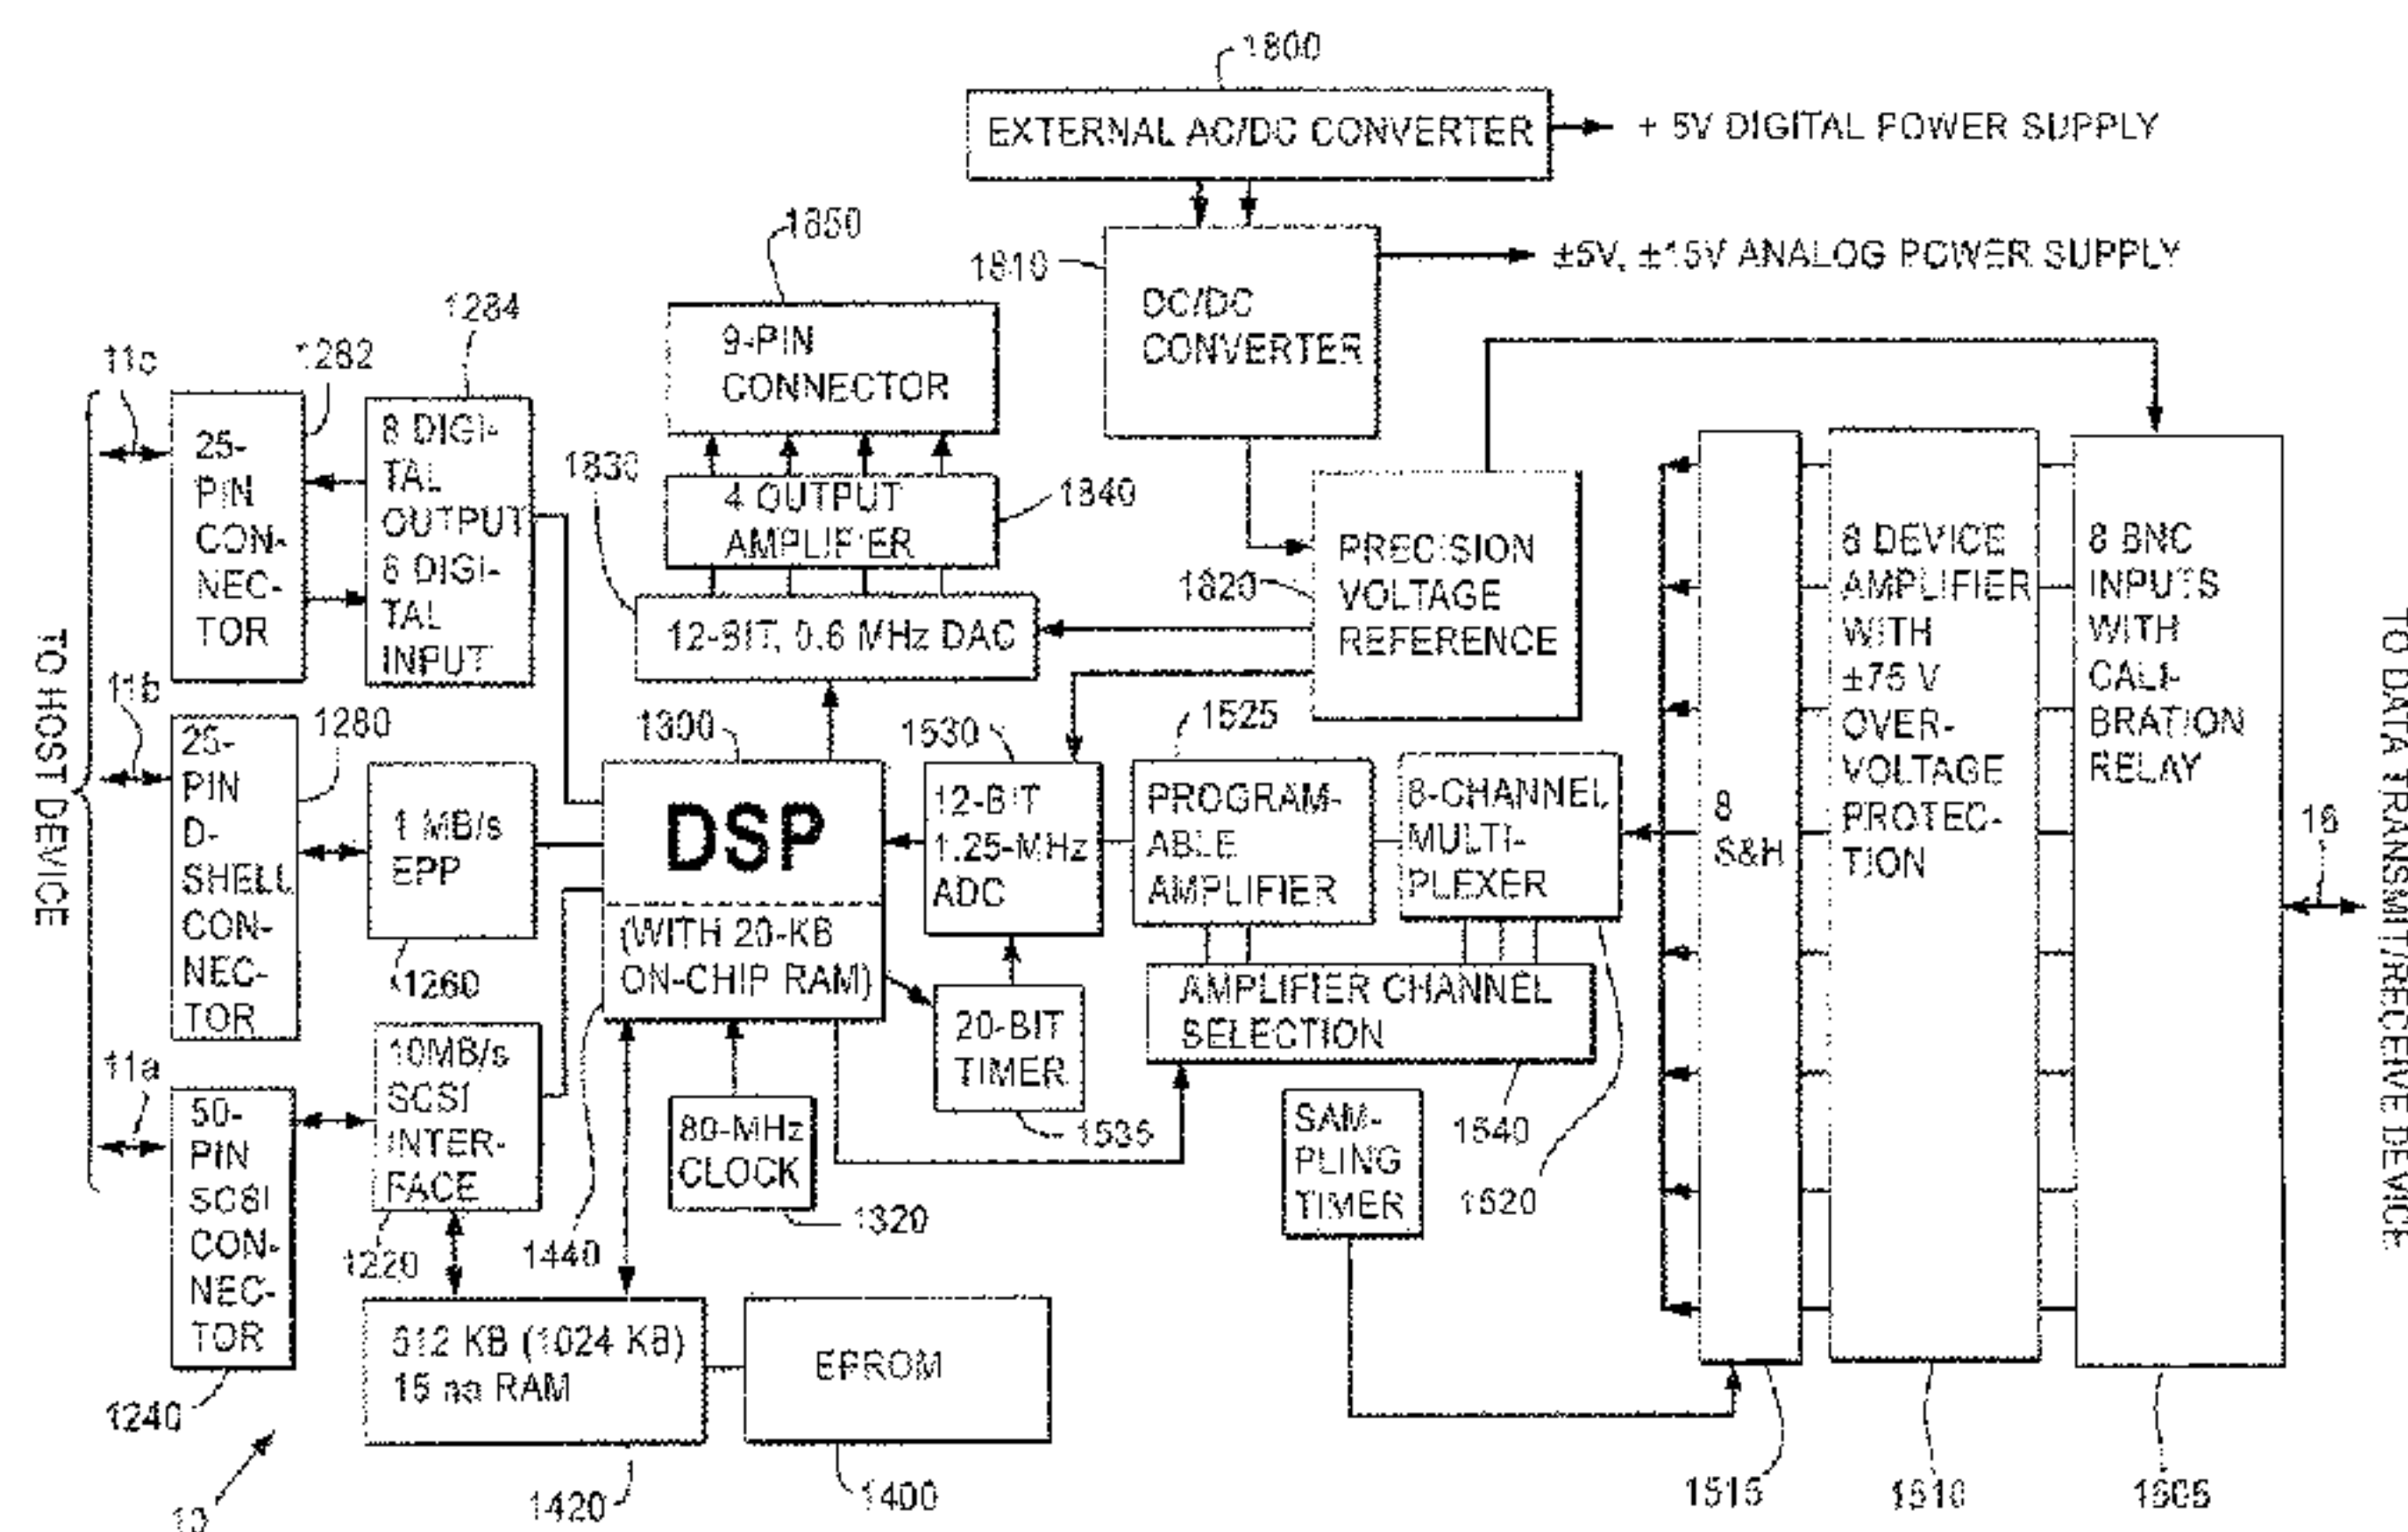 1800
EXTERNAL AC/DC CONVERTER
+ 5V DIGITAL POWER SUPPLY
1850
1810
DC/DC
CONVERTER
±5V, ±15V ANALOG POWER SUPPLY
9-PIN
CONNECTOR
1284
1282
11c
25-
PIN
CON-
NEC-
TOR
8 DIGI-
TAL
OUTPUT
8 DIGI-
TAL
INPUT
1830
4 OUTPUT
AMPLIFIER
1840
12-BIT, 0.6 MHz DAC
1820
PRECISION
VOLTAGE
REFERENCE
TO HOST DEVICE
11b
25-
PIN
D-
SHELL
CON-
NEC-
TOR
1280
1 MB/s
EPP
1260
1300
DSP
(WITH 20-KB
ON-CHIP RAM)
1530
12-BIT
1.25-MHz
ADC
1525
PROGRAM-
ABLE
AMPLIFIER
8-CHANNEL
MULTI-
PLEXER
8
S&H
8 DEVICE
AMPLIFIER
WITH
±75 V
OVER-
VOLTAGE
PROTEC-
TION
8 BNC
INPUTS
WITH
CALI-
BRATION
RELAY
16
TO DATA TRANSMIT/RECEIVE DEVICE
11a
50-
PIN
SCSI
CON-
NEC-
TOR
1240
10MB/s
SCSI
INTER-
FACE
1220
1440
80-MHz
CLOCK
1320
20-BIT
TIMER
1535
AMPLIFIER CHANNEL
SELECTION
1540
1520
SAM-
PLING
TIMER
512 KB (1024 KB)
15 RAM
1420
EPROM
1400
1515
1510
1505
10